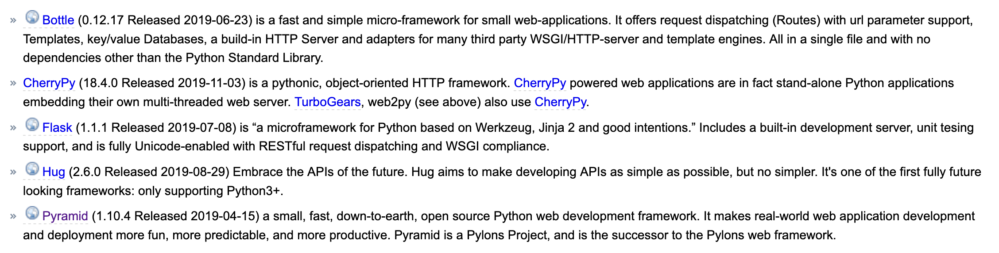 » Bottle (0.12.17 Released 2019-06-23) is a fast and simple micro-framework for small web-applications. It offers request dispatching (Routes) with url parameter support,
Templates, key/value Databases, a build-in HTTP Server and adapters for many third party WSGI/HTTP-server and template engines. All in a single file and with no
dependencies other than the Python Standard Library.
» CherryPy (18.4.0 Released 2019-11-03) is a pythonic, object-oriented HTTP framework. CherryPy powered web applications are in fact stand-alone Python applications
embedding their own multi-threaded web server. TurboGears, web2py (see above) also use CherryPy.
» Flask (1.1.1 Released 2019-07-08) is “a microframework for Python based on Werkzeug, Jinja 2 and good intentions.” Includes a built-in development server, unit tesing
support, and is fully Unicode-enabled with RESTful request dispatching and WSGI compliance.
» Hug (2.6.0 Released 2019-08-29) Embrace the APIs of the future. Hug aims to make developing APIs as simple as possible, but no simpler. It's one of the first fully future
looking frameworks: only supporting Python3+.
» Pyramid (1.10.4 Released 2019-04-15) a small, fast, down-to-earth, open source Python web development framework. It makes real-world web application development
and deployment more fun, more predictable, and more productive. Pyramid is a Pylons Project, and is the successor to the Pylons web framework.